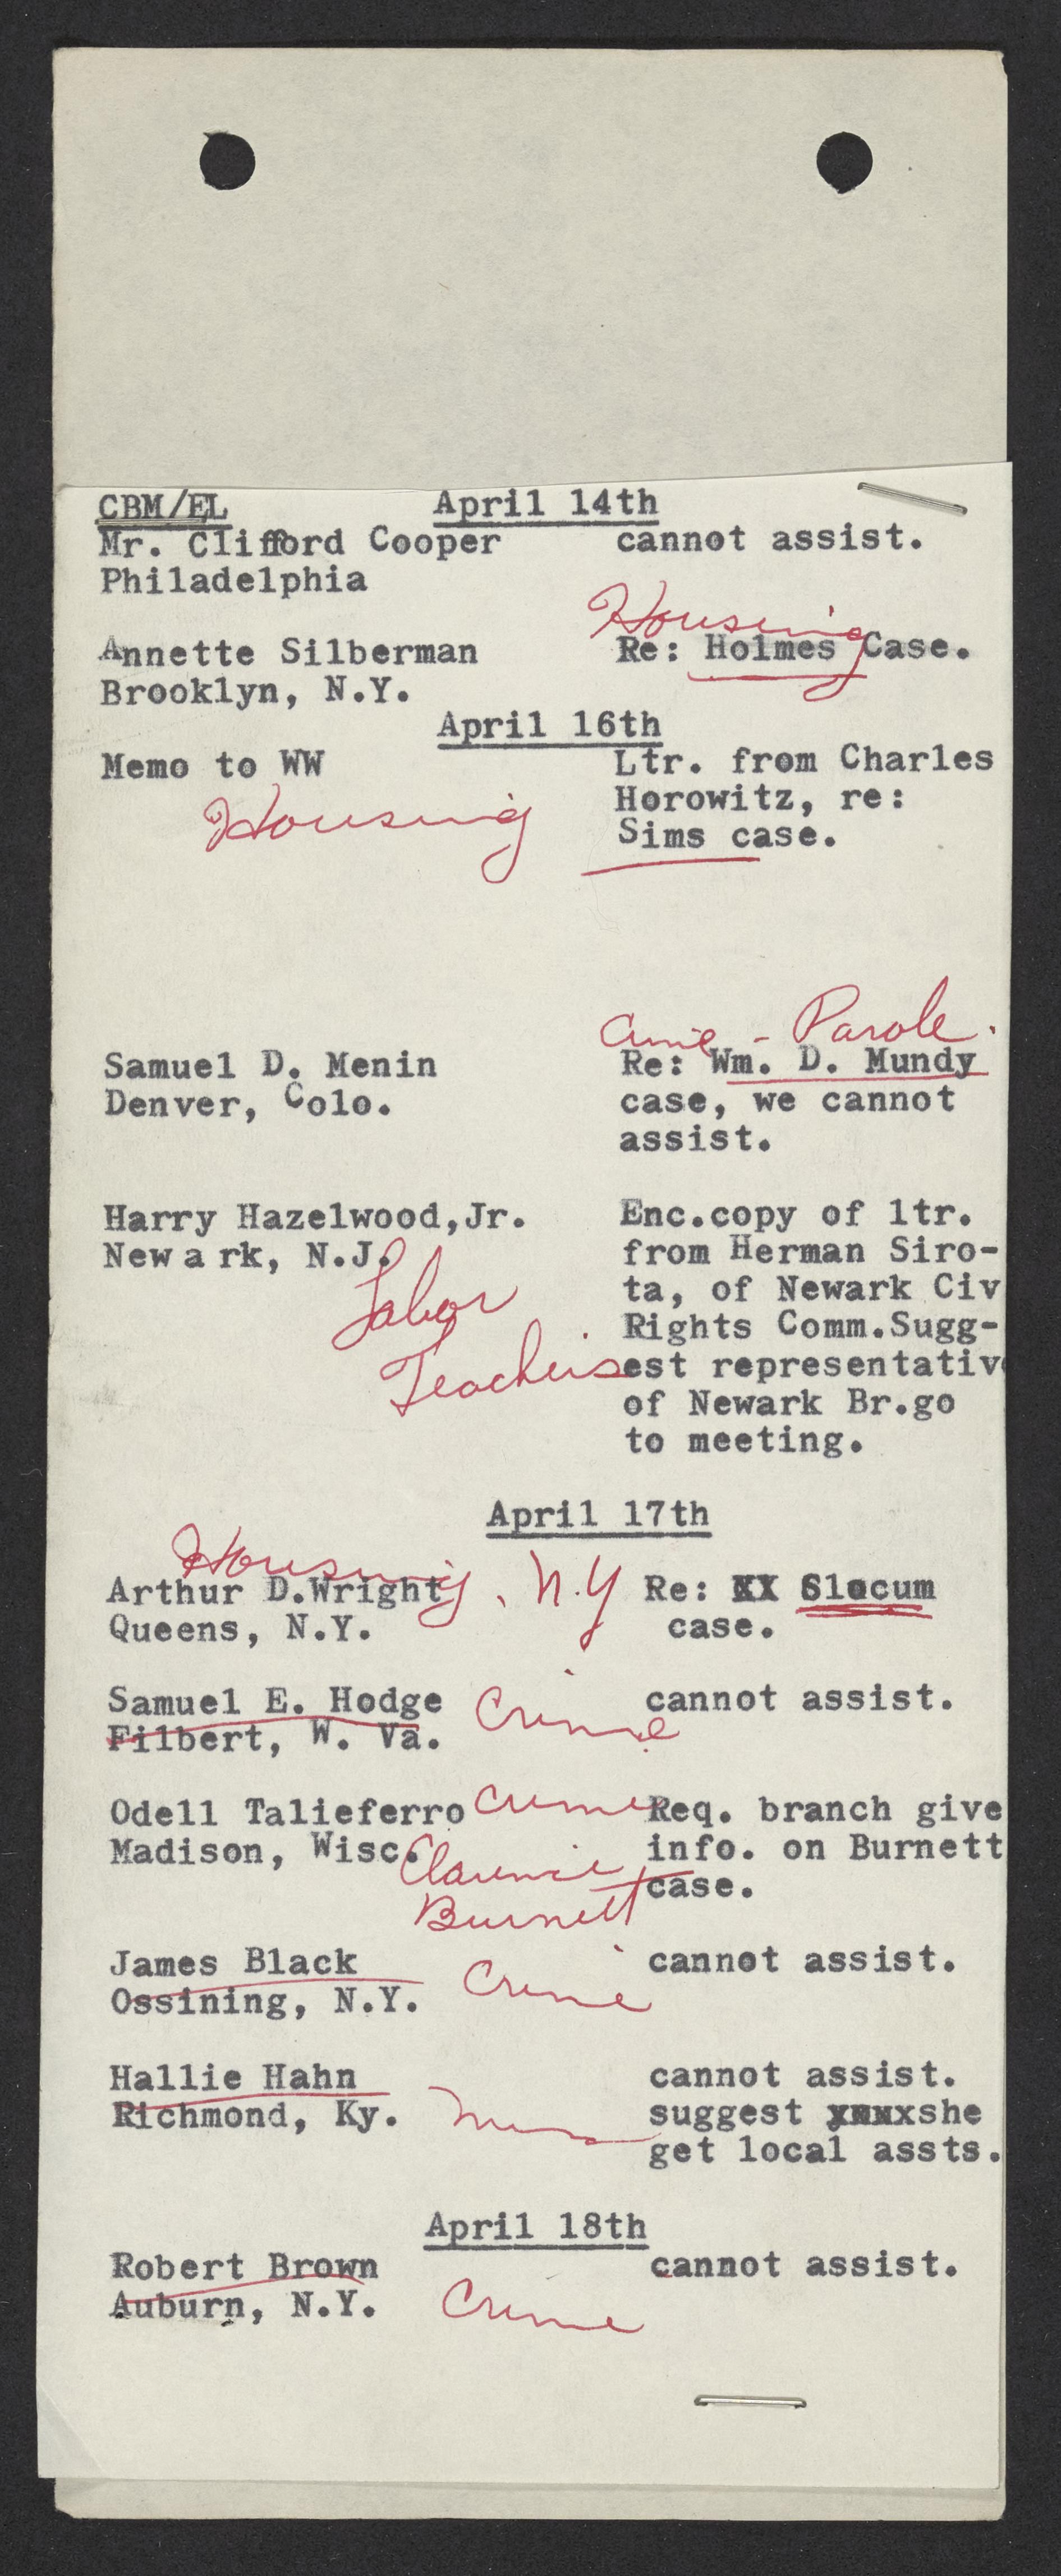 CBM/EL April 14th
Mr. Clifford Cooper cannot assist.
Philadelphia
Housing
Annette Silberman Re: Holmes Case.
Brooklyn, N.Y.
April 16th
Memo to WW Ltr. from Charles
Housing Horowitz, re:
Sims case.
Crime - Parole.
Samuel D. Menin Re: Wm. D. Mundy
Denver, Colo. case, we cannot
assist.
Harry Hazelwood,Jr. Enc.copy of ltr.
Newark, N.J. from Herman Siro-
Labor ta, of Newark Civ
Rights Comm.Sugg-
Teachers est representativ
of Newark Br.go
to meeting.
April 17th
Housing, N.Y
Arthur D.Wright Re: XX Slocum
Queens, N.Y. case.
Samuel E. Hodge Crime cannot assist.
Filbert, W. Va.
Odell Talieferro Crime Req. branch give
Madison, Wisc. info. on Burnett
Clarence case.
Burnett
James Black cannot assist.
Ossining, N.Y. Crime
Hallie Hahn cannot assist.
Richmond, Ky. suggest she
get local assts.
April 18th
Robert Brown cannot assist.
Auburn, N.Y. Crime